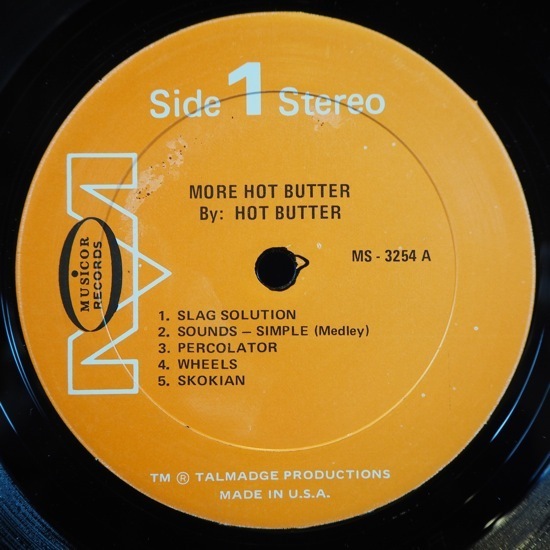 Side 1 Stereo
MORE HOT BUTTER
By: HOT BUTTER
MS - 3254 A
MUSICOR
RECORDS
1. SLAG SOLUTION
2. SOUNDS – SIMPLE (Medley)
3. PERCOLATOR
4. WHEELS
5. SKOKIAN
TM ® TALMADGE PRODUCTIONS
MADE IN U.S.A.